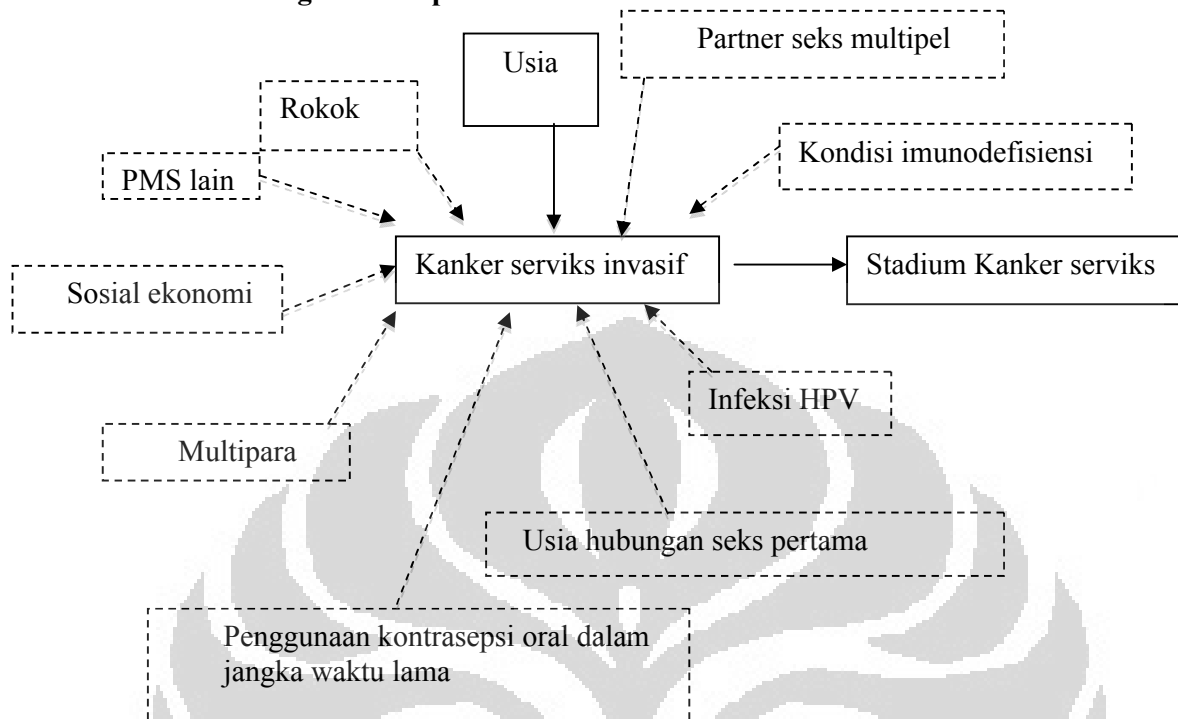 Partner seks multipel
Usia
Rokok
Kondisi imunodefisiensi
PMS lain
Kanker serviks invasif
Stadium Kanker serviks
Sosial ekonomi
Infeksi HPV
Multipara
Usia hubungan seks pertama
Penggunaan kontrasepsi oral dalam
jangka waktu lama